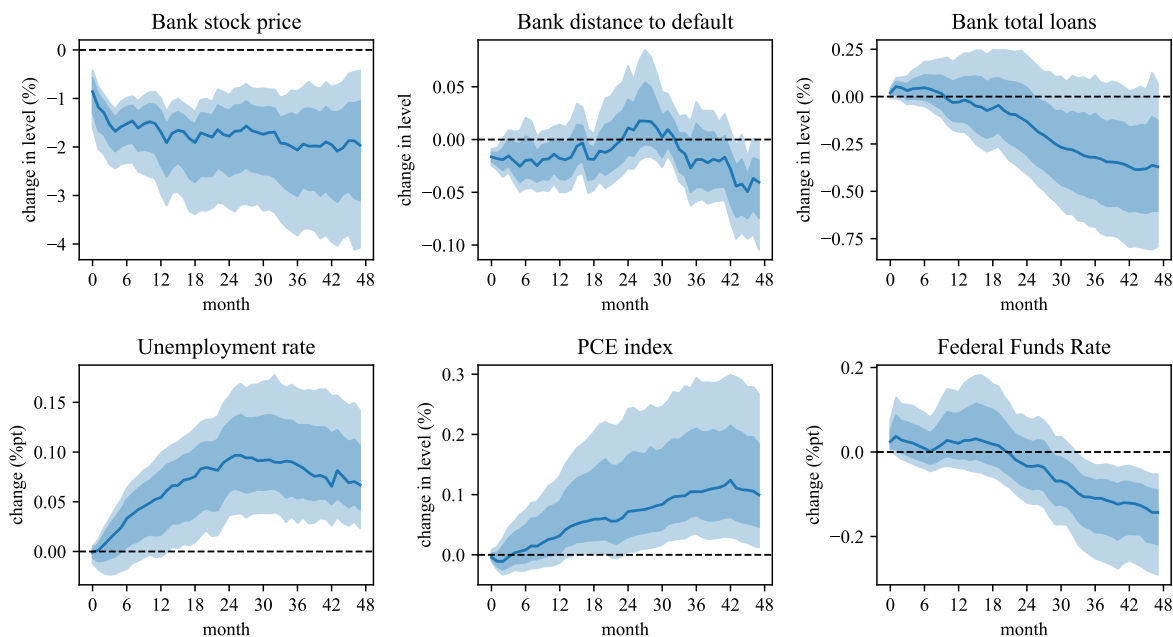 Bank stock price
Bank distance to default
Bank total loans
change in level (%)
0
−1
−2
−3
−4
0 6 12 18 24 30 36 42 48
month
change in level
0.05
0.00
−0.05
−0.10
0 6 12 18 24 30 36 42 48
month
change in level (%)
0.25
0.00
−0.25
−0.50
−0.75
0 6 12 18 24 30 36 42 48
month
Unemployment rate
PCE index
Federal Funds Rate
change (%pt)
0.15
0.10
0.05
0.00
0 6 12 18 24 30 36 42 48
month
change in level (%)
0.3
0.2
0.1
0.0
0 6 12 18 24 30 36 42 48
month
change (%pt)
0.2
0.0
−0.2
0 6 12 18 24 30 36 42 48
month